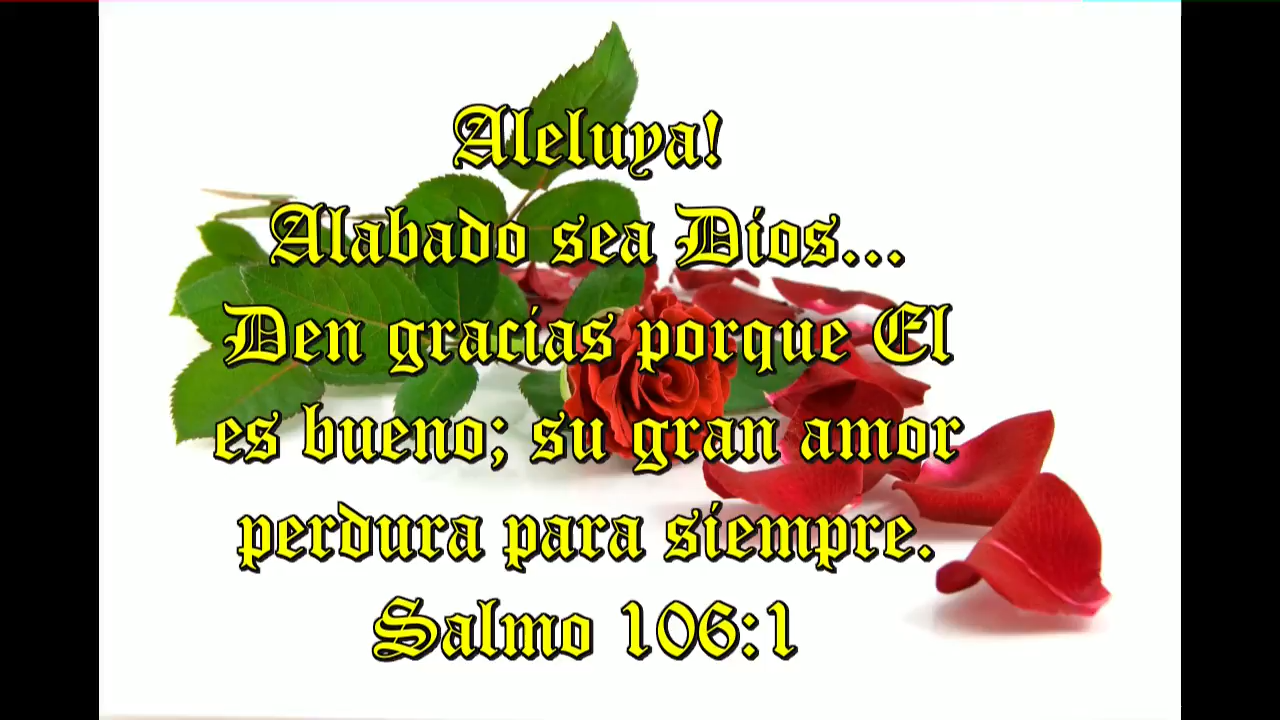 Aleluya!
Alabado sea Dios...
Den gracias porque El
es bueno; su gran amor
perdura para siempre.
Salmo 106:1